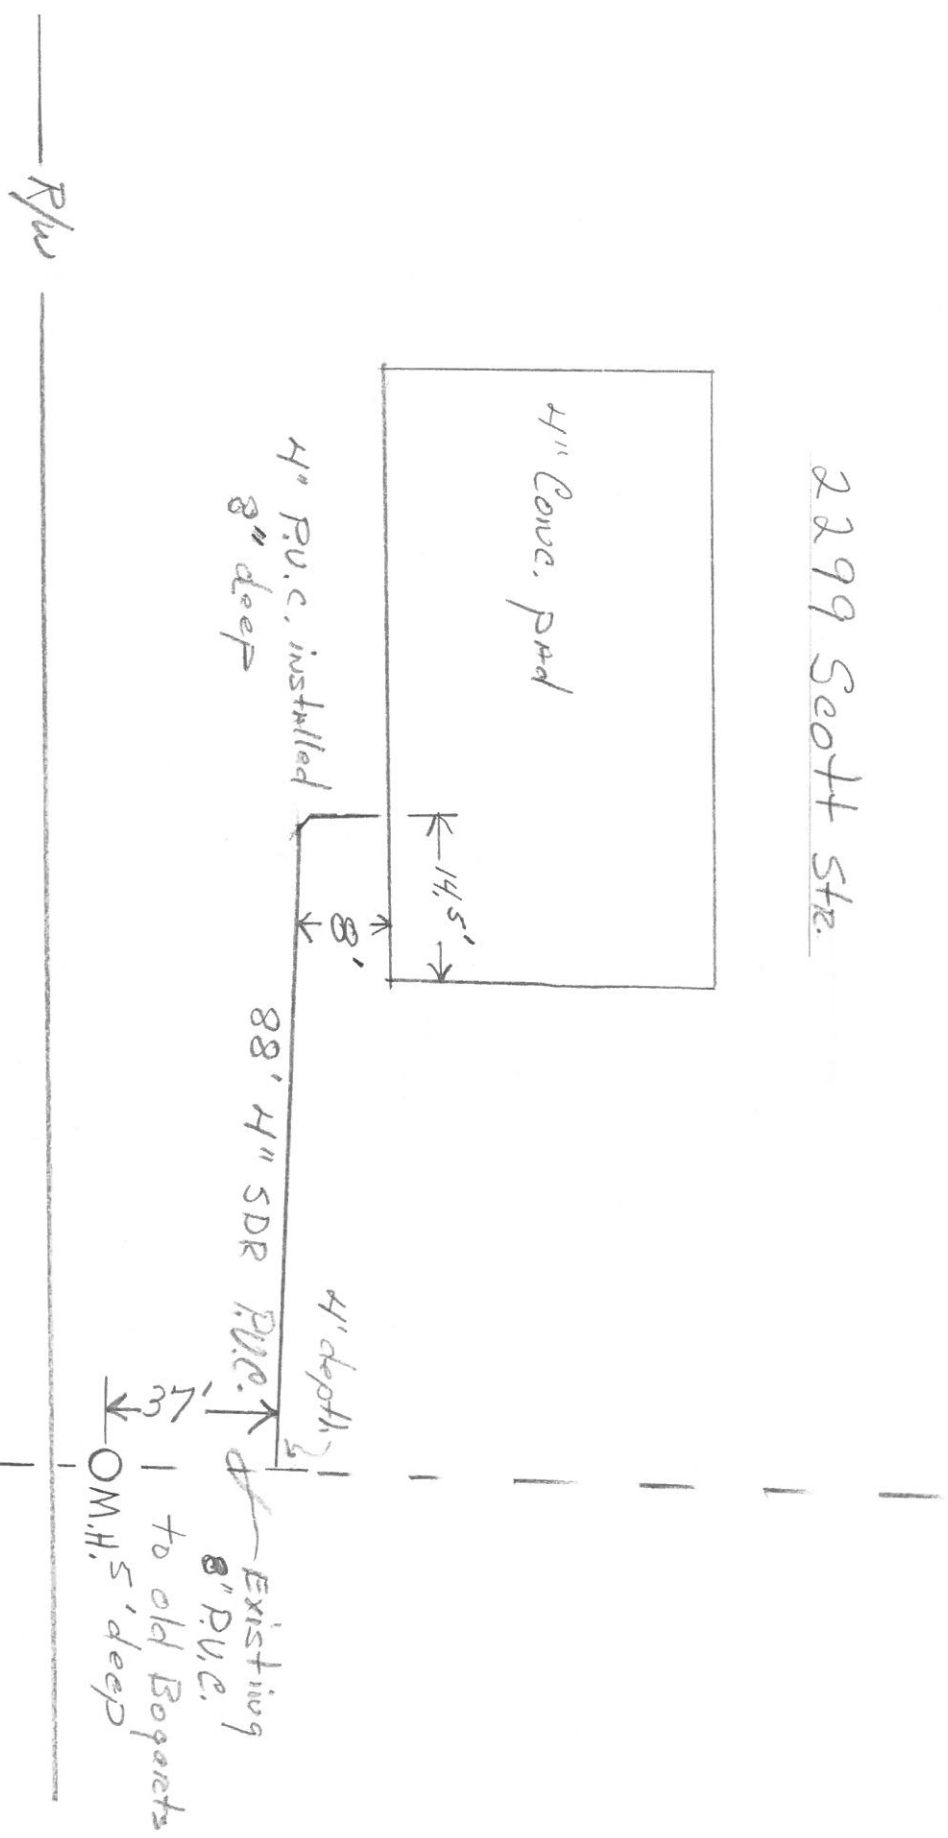 2299 Scott Str.
4" Conc. pad
14.5'
8'
4" P.V.C. installed
8" deep
88' 4" SDR P.V.C.
4' depth
37'
Existing
8" P.V.C.
to old Bogarets
M.H. 5' deep
R/W